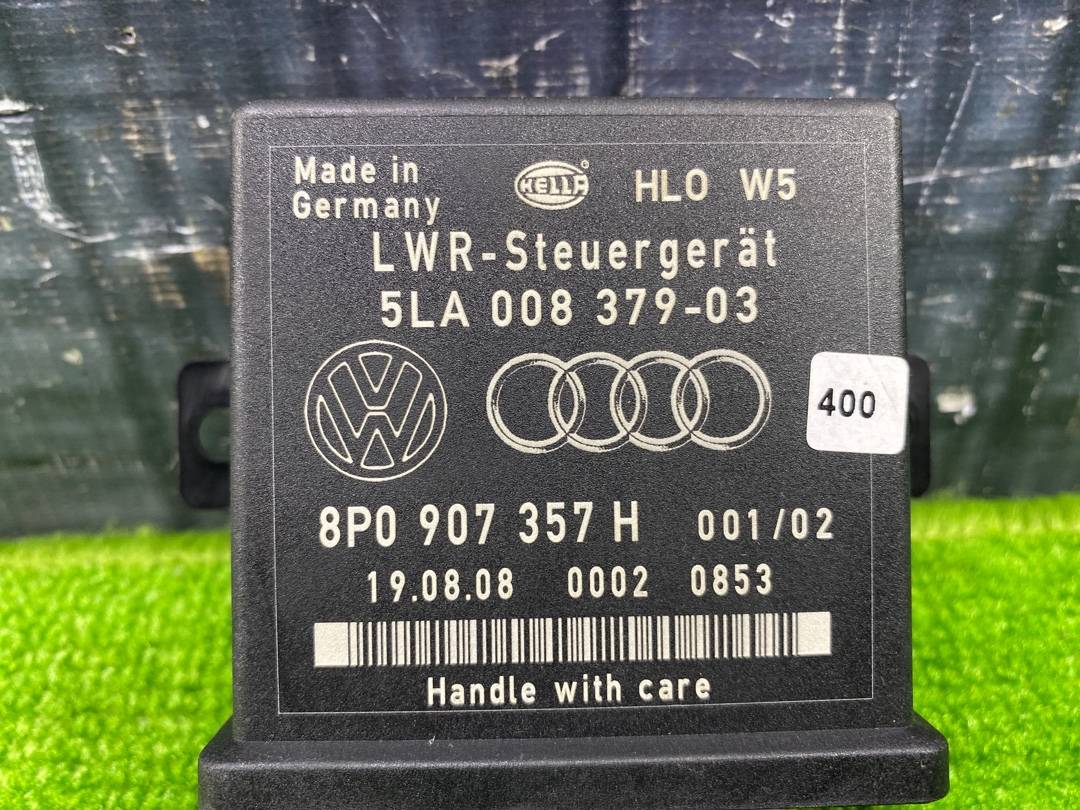 Made in
Germany
HELLA
HLO W5
LWR-Steuergerät
5LA 008 379-03
400
8P0 907 357 H 001/02
19.08.08 0002 0853
Handle with care